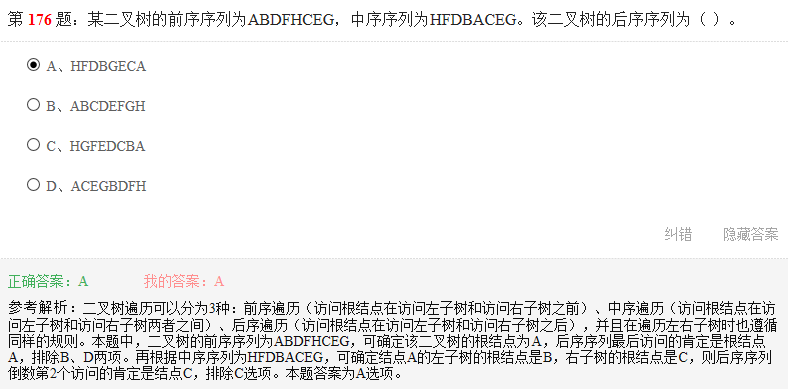 第 176 题：某二叉树的前序序列为ABDFHCEG，中序序列为HFDBACEG。该二叉树的后序序列为（ ）。
A、HFDBGECA
B、ABCDEFGH
C、HGFEDCBA
D、ACEGBDFH
纠错 隐藏答案
正确答案：A 我的答案：A
参考解析：二叉树遍历可以分为3种：前序遍历（访问根结点在访问左子树和访问右子树之前）、中序遍历（访问根结点在访
问左子树和访问右子树两者之间）、后序遍历（访问根结点在访问左子树和访问右子树之后），并且在遍历左右子树时也遵循
同样的规则。本题中，二叉树的前序序列为ABDFHCEG，可确定该二叉树的根结点为A，后序序列最后访问的肯定是根结点
A，排除B、D两项。再根据中序序列为HFDBACEG，可确定结点A的左子树的根结点是B，右子树的根结点是C，则后序序列
倒数第2个访问的肯定是结点C，排除C选项。本题答案为A选项。